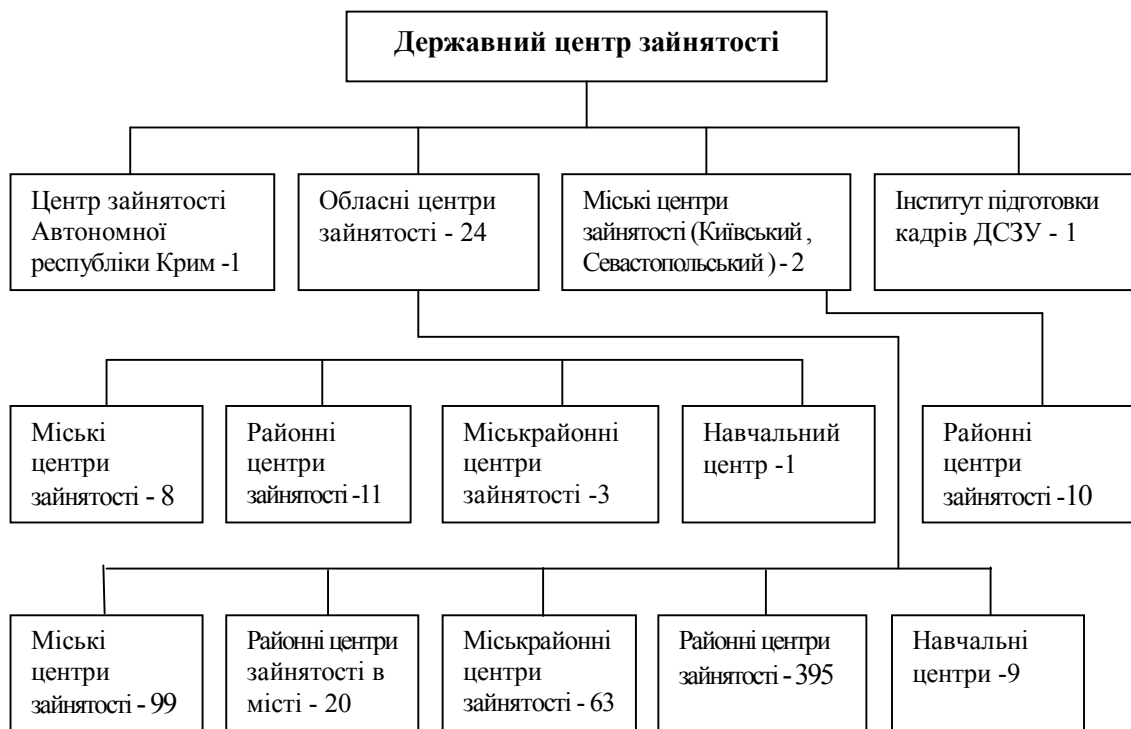 Державний центр зайнятості
Центр зайнятості
Автономної
республіки Крим -1
Обласні центри
зайнятості - 24
Міські центри
зайнятості (Київський ,
Севастопольський ) - 2
Інститут підготовки
кадрів ДСЗУ - 1
Міські
центри
зайнятості - 8
Районні
центри
зайнятості -11
Міськрайонні
центри
зайнятості -3
Навчальний
центр -1
Районні
центри
зайнятості -10
Міські
центри
зайнятості - 99
Районні центри
зайнятості в
місті - 20
Міськрайонні
центри
зайнятості - 63
Районні центри
зайнятості - 395
Навчальні
центри -9